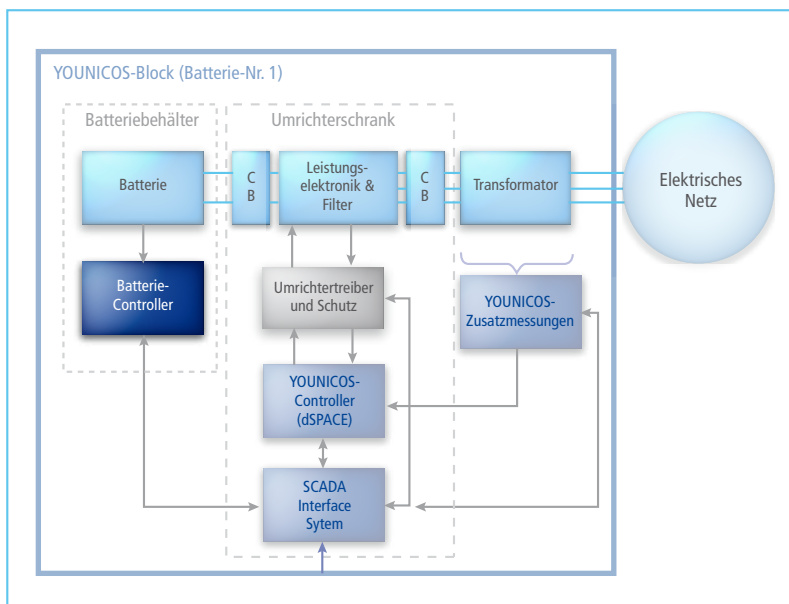 YOUNICOS-Block (Batterie-Nr. 1)
Batteriebehälter
Umrichterschrank
Batterie
C
B
Leistungs-
elektronik &
Filter
C
B
Transformator
Elektrisches
Netz
Batterie-
Controller
Umrichtertreiber
und Schutz
YOUNICOS-
Zusatzmessungen
YOUNICOS-
Controller
(dSPACE)
SCADA
Interface
Sytem